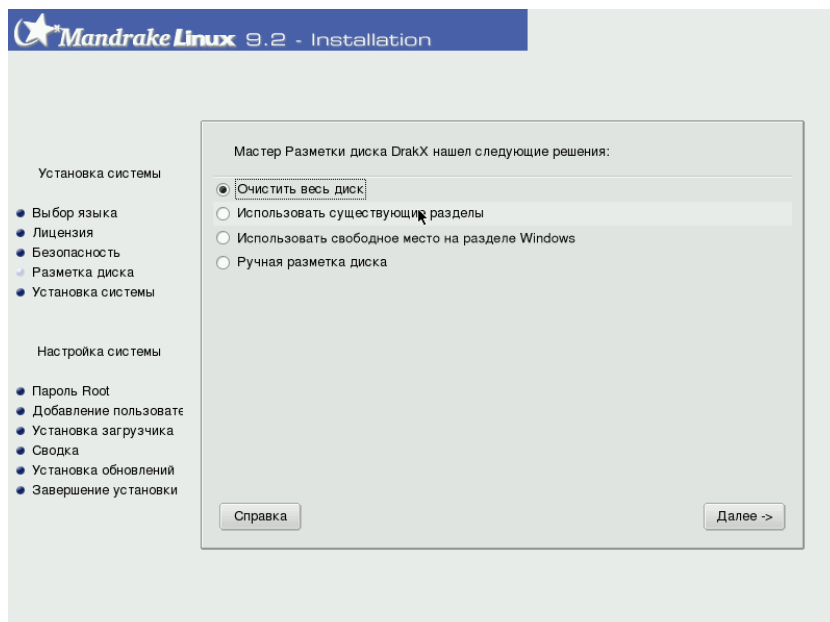 Mandrake Linux 9.2 - Installation
Установка системы
Выбор языка
Лицензия
Безопасность
Разметка диска
Установка системы
Настройка системы
Пароль Root
Добавление пользовате
Установка загрузчика
Сводка
Установка обновлений
Завершение установки
Мастер Разметки диска DrakX нашел следующие решения:
Очистить весь диск
Использовать существующие разделы
Использовать свободное место на разделе Windows
Ручная разметка диска
Справка
Далее ->